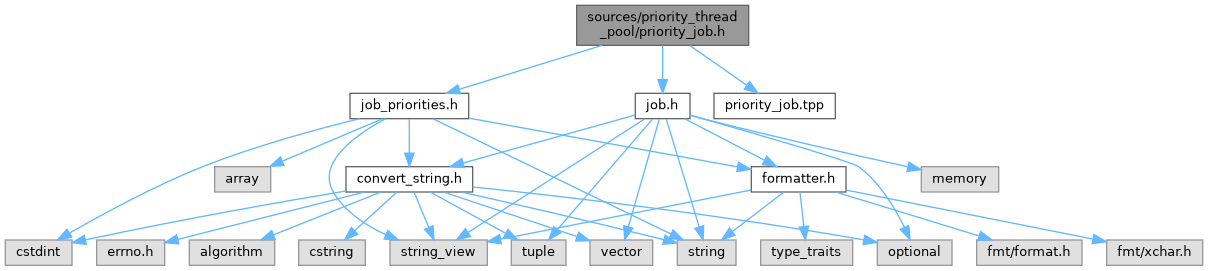 sources/priority_thread
_pool/priority_job.h
job_priorities.h
job.h
priority_job.tpp
array
convert_string.h
formatter.h
memory
cstdint
errno.h
algorithm
cstring
string_view
tuple
vector
string
type_traits
optional
fmt/format.h
fmt/xchar.h